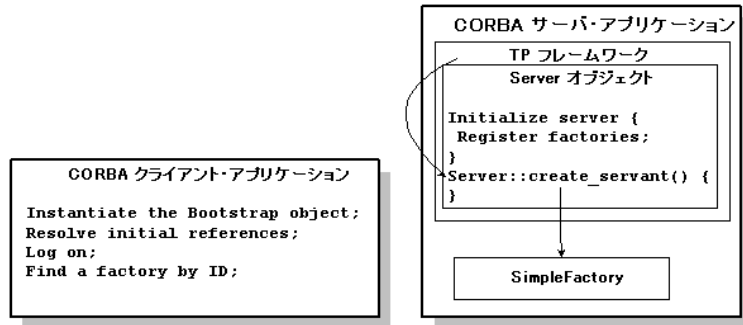 CORBA クライアント・アプリケーション
Instantiate the Bootstrap object;
Resolve initial references;
Log on;
Find a factory by ID;
CORBA サーバ・アプリケーション
TP フレームワーク
Server オブジェクト
Initialize server {
Register factories;
}
Server::create_servant() {
}
SimpleFactory